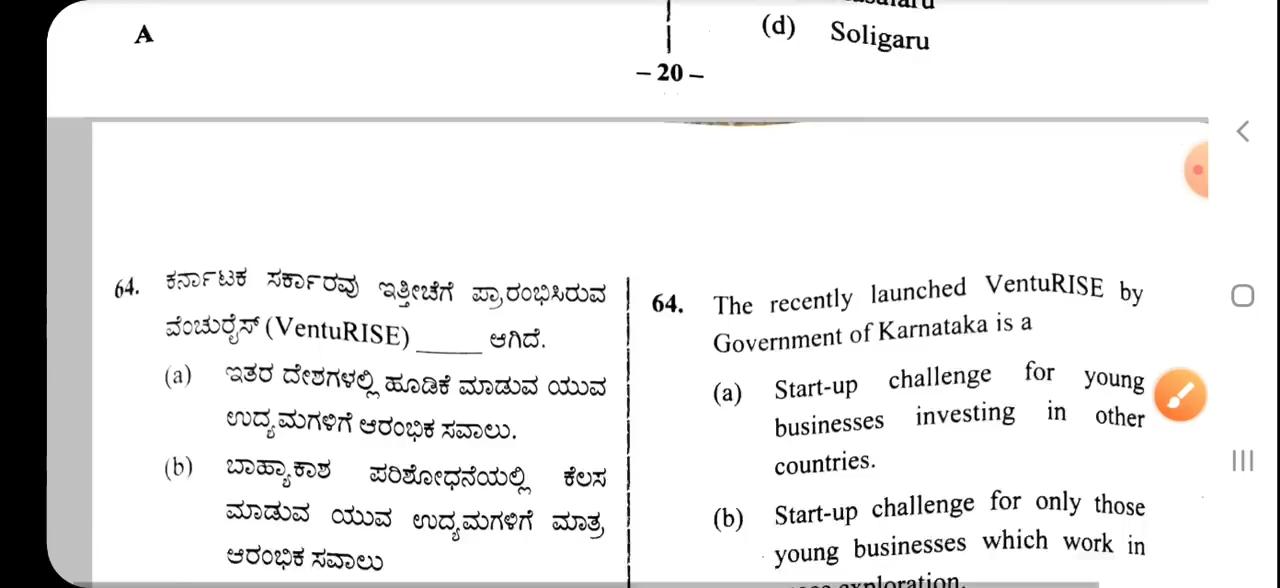 A
(d) Soligaru
– 20 –
64. ಕರ್ನಾಟಕ ಸರ್ಕಾರವು ಇತ್ತೀಚೆಗೆ ಪ್ರಾರಂಭಿಸಿರುವ
ವೆಂಚುರೈಸ್ (VentuRISE) _____ ಆಗಿದೆ.
(a) ಇತರ ದೇಶಗಳಲ್ಲಿ ಹೂಡಿಕೆ ಮಾಡುವ ಯುವ
ಉದ್ಯಮಗಳಿಗೆ ಆರಂಭಿಕ ಸವಾಲು.
(b) ಬಾಹ್ಯಾಕಾಶ ಪರಿಶೋಧನೆಯಲ್ಲಿ ಕೆಲಸ
ಮಾಡುವ ಯುವ ಉದ್ಯಮಗಳಿಗೆ ಮಾತ್ರ
ಆರಂಭಿಕ ಸವಾಲು
64. The recently launched VentuRISE by
Government of Karnataka is a
(a) Start-up challenge for young
businesses investing in other
countries.
(b) Start-up challenge for only those
young businesses which work in
exploration.